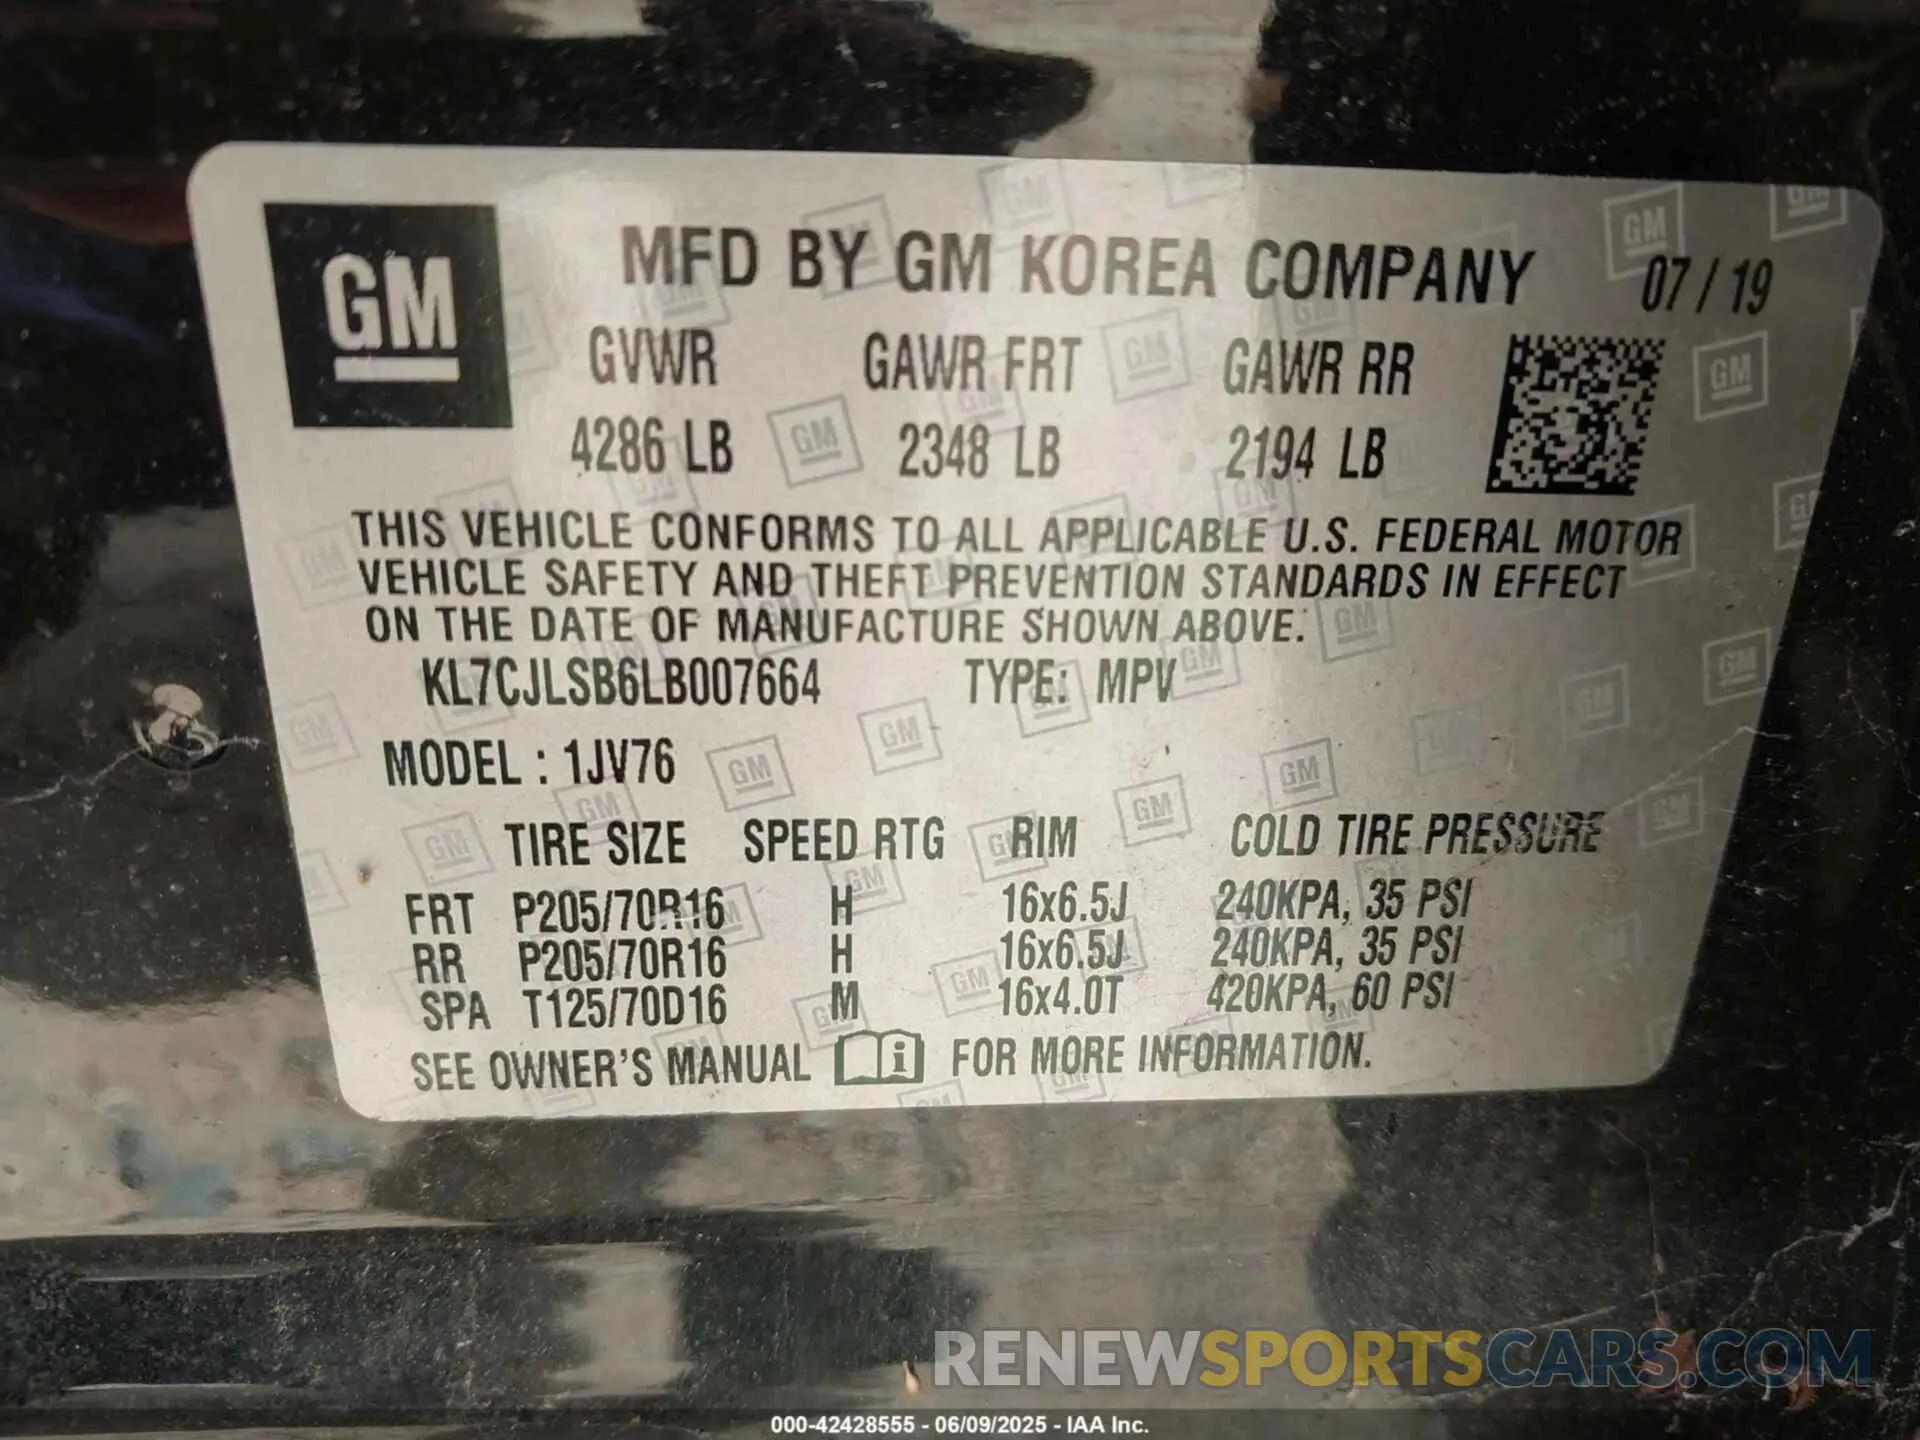 GM
MFD BY GM KOREA COMPANY 07 / 19
GVWR GAWR FRT GAWR RR
4286 LB 2348 LB 2194 LB
THIS VEHICLE CONFORMS TO ALL APPLICABLE U.S. FEDERAL MOTOR
VEHICLE SAFETY AND THEFT PREVENTION STANDARDS IN EFFECT
ON THE DATE OF MANUFACTURE SHOWN ABOVE.
KL7CJLSB6LB007664 TYPE: MPV
MODEL : 1JV76
TIRE SIZE SPEED RTG RIM COLD TIRE PRESSURE
FRT P205/70R16 H 16x6.5J 240KPA, 35 PSI
RR P205/70R16 H 16x6.5J 240KPA, 35 PSI
SPA T125/70D16 M 16x4.0T 420KPA, 60 PSI
SEE OWNER'S MANUAL i FOR MORE INFORMATION.
RENEWSPORTSCARS.COM
000-42428555 - 06/09/2025 - IAA Inc.